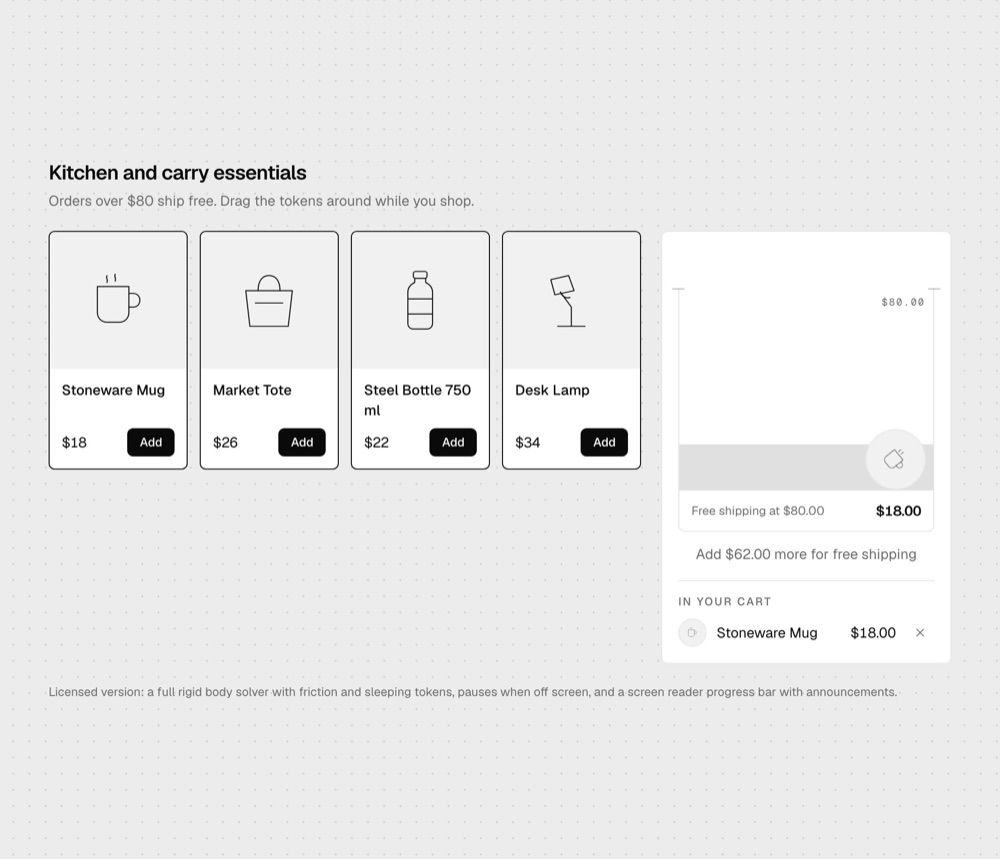 Kitchen and carry essentials
Orders over $80 ship free. Drag the tokens around while you shop.
Stoneware Mug
$18
Add
Market Tote
$26
Add
Steel Bottle 750
ml
$22
Add
Desk Lamp
$34
Add
$80.00
Free shipping at $80.00
$18.00
Add $62.00 more for free shipping
IN YOUR CART
Stoneware Mug
$18.00
×
Licensed version: a full rigid body solver with friction and sleeping tokens, pauses when off screen, and a screen reader progress bar with announcements.